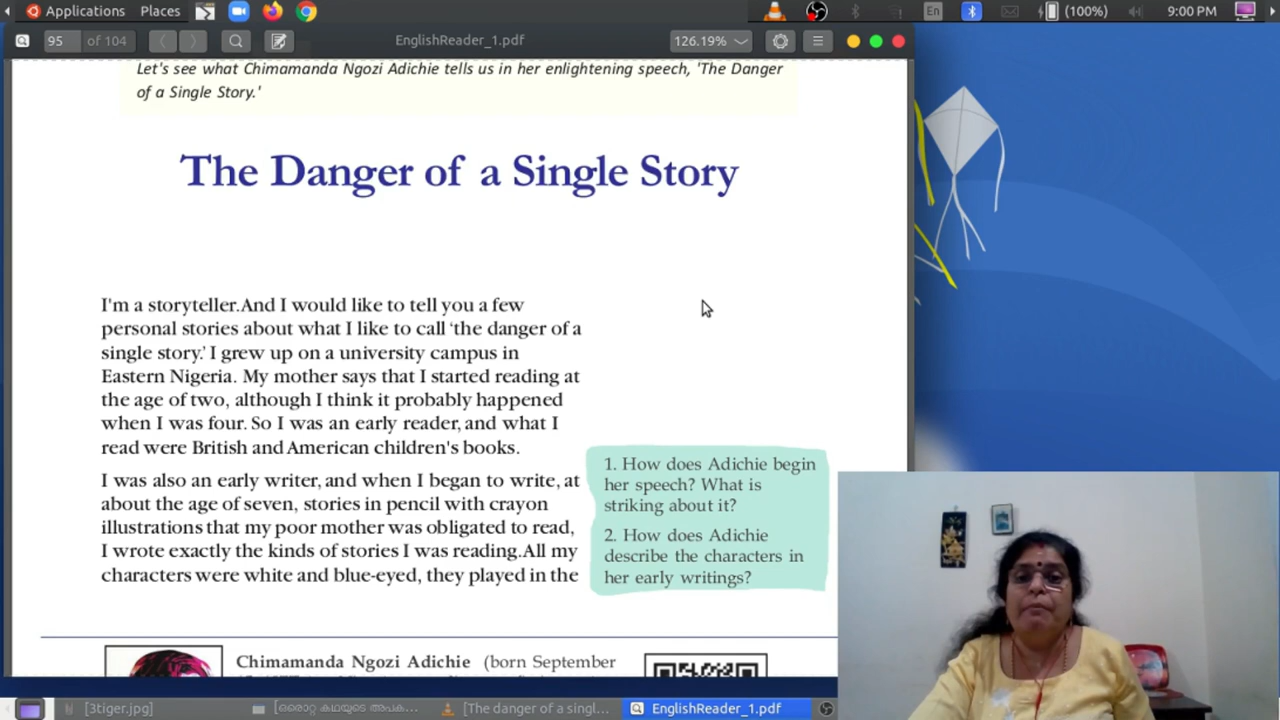 Applications Places
En
(100%)
9:00 PM
95 of 104
EnglishReader_1.pdf
126.19%
Let's see what Chimamanda Ngozi Adichie tells us in her enlightening speech, 'The Danger
of a Single Story.'
The Danger of a Single Story
I'm a storyteller. And I would like to tell you a few
personal stories about what I like to call 'the danger of a
single story.' I grew up on a university campus in
Eastern Nigeria. My mother says that I started reading at
the age of two, although I think it probably happened
when I was four. So I was an early reader, and what I
read were British and American children's books.
I was also an early writer, and when I began to write, at
about the age of seven, stories in pencil with crayon
illustrations that my poor mother was obligated to read,
I wrote exactly the kinds of stories I was reading. All my
characters were white and blue-eyed, they played in the
1. How does Adichie begin
her speech? What is
striking about it?
2. How does Adichie
describe the characters in
her early writings?
Chimamanda Ngozi Adichie (born September
[3tiger.jpg]
[ഒരൊറ്റ കഥയുടെ അപക...
[The danger of a singl...
EnglishReader_1.pdf